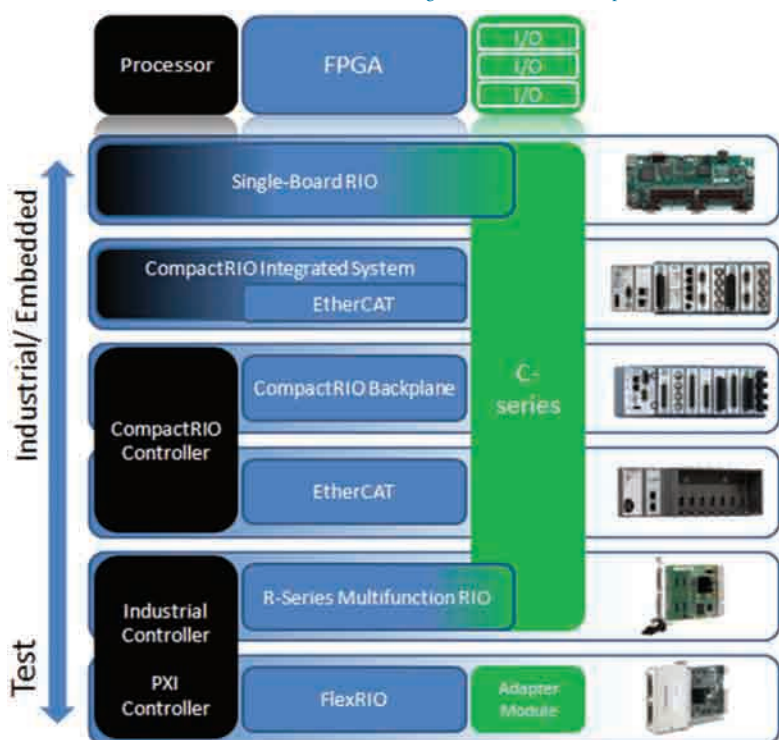 Processor
FPGA
I/O
I/O
I/O
Industrial/ Embedded
Test
Single-Board RIO
CompactRIO Integrated System
EtherCAT
CompactRIO
Controller
CompactRIO Backplane
C-
series
EtherCAT
Industrial
Controller
R-Series Multifunction RIO
PXI
Controller
FlexRIO
Adapter
Module